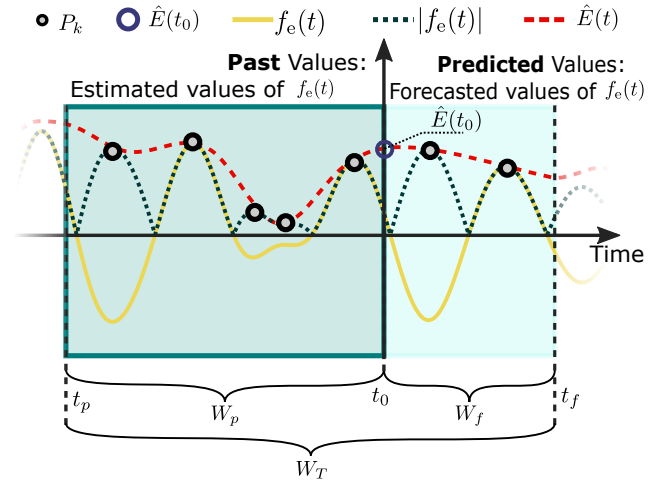 P_k Ê(t_0) f_e(t) |f_e(t)| Ê(t)
Past Values:
Estimated values of f_e(t)
Predicted Values:
Forecasted values of f_e(t)
Ê(t_0)
Time
t_p W_p t_0 W_f t_f
W_T